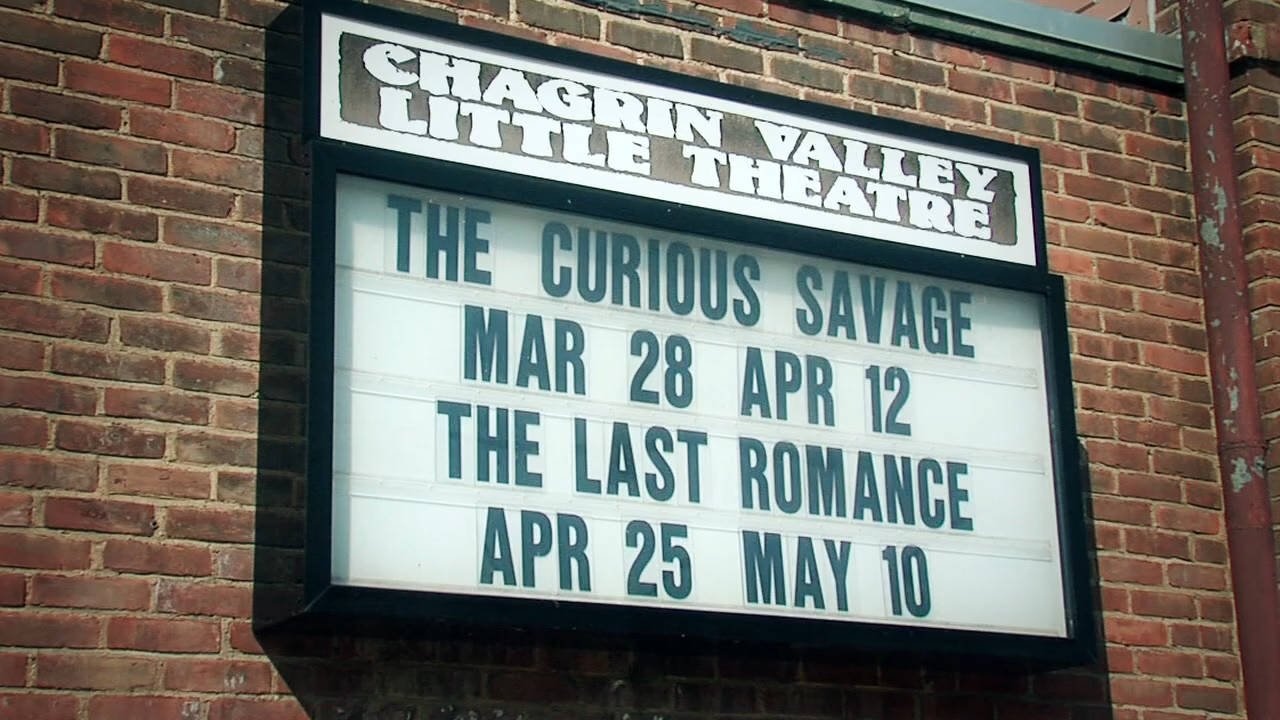 CHAGRIN VALLEY
LITTLE THEATRE
THE CURIOUS SAVAGE
MAR 28 APR 12
THE LAST ROMANCE
APR 25 MAY 10